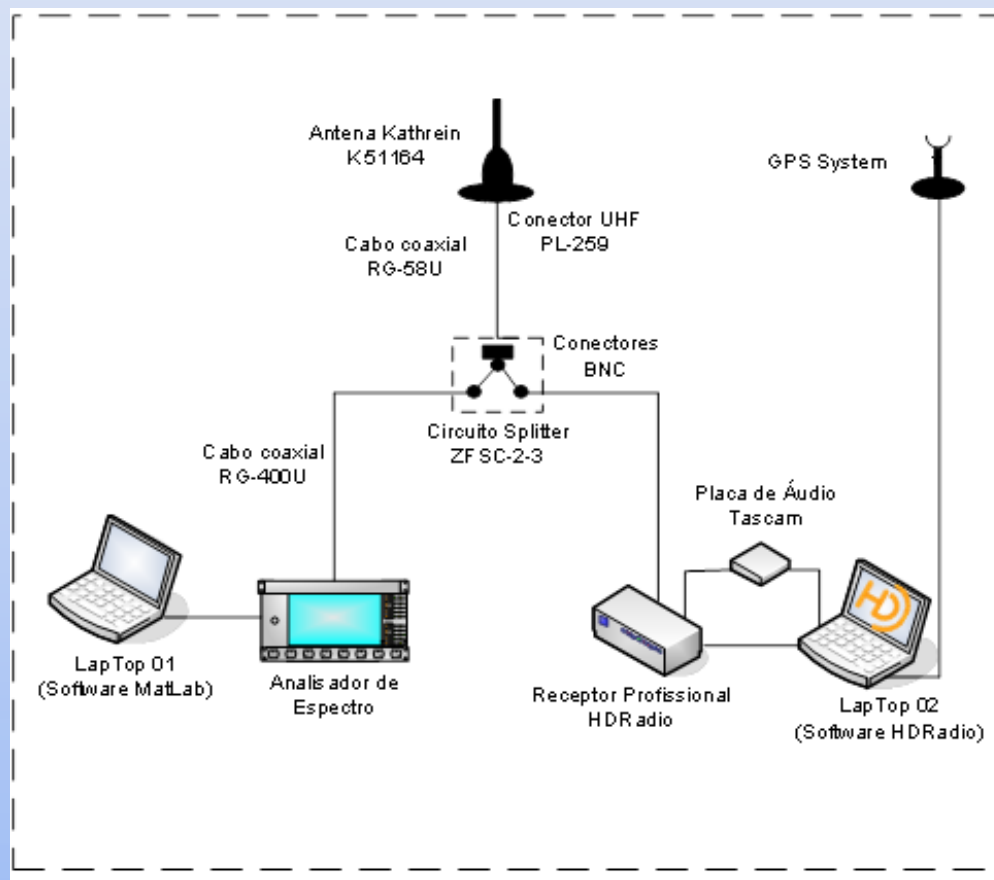 Antena Kathrein
K51164
GPS System
Conector UHF
PL-259
Cabo coaxial
RG-58U
Conectores
BNC
Circuito Splitter
ZFSC-2-3
Cabo coaxial
RG-400U
Placa de Áudio
Tascam
HD
LapTop 01
(Software MatLab)
Analisador de
Espectro
Receptor Profissional
HDRadio
LapTop 02
(Software HDRadio)